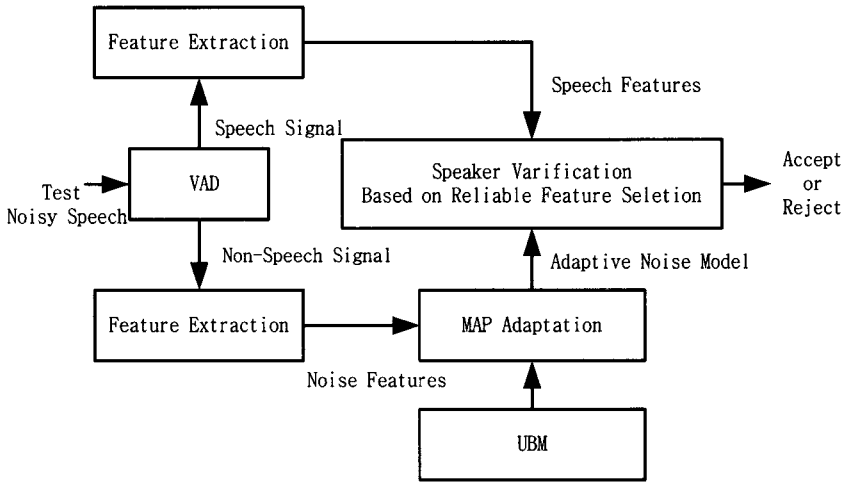 Feature Extraction
Speech Features
Speech Signal
VAD
Test
Noisy Speech
Speaker Varification
Based on Reliable Feature Seletion
Accept
or
Reject
Non-Speech Signal
Adaptive Noise Model
Feature Extraction
MAP Adaptation
Noise Features
UBM